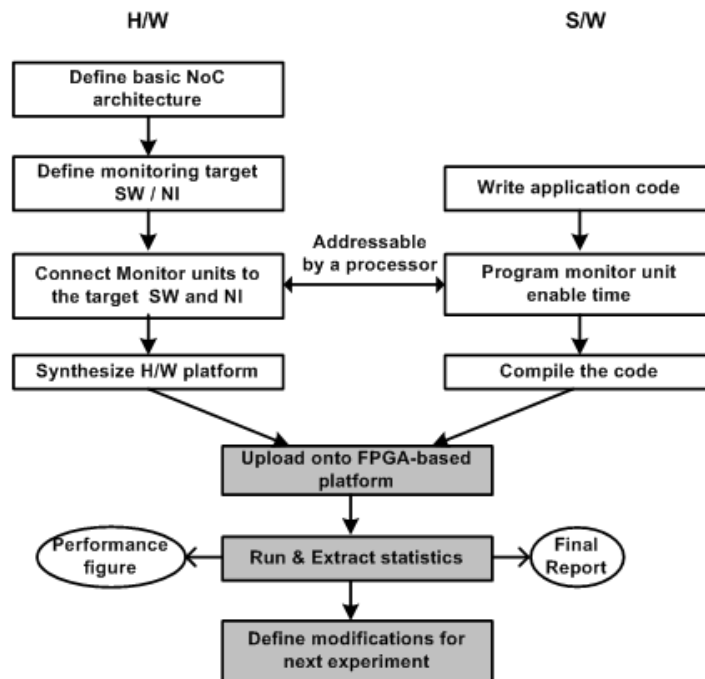 H/W
S/W
Define basic NoC
architecture
Define monitoring target
SW / NI
Write application code
Addressable
by a processor
Connect Monitor units to
the target SW and NI
Program monitor unit
enable time
Synthesize H/W platform
Compile the code
Upload onto FPGA-based
platform
Performance
figure
Run & Extract statistics
Final
Report
Define modifications for
next experiment